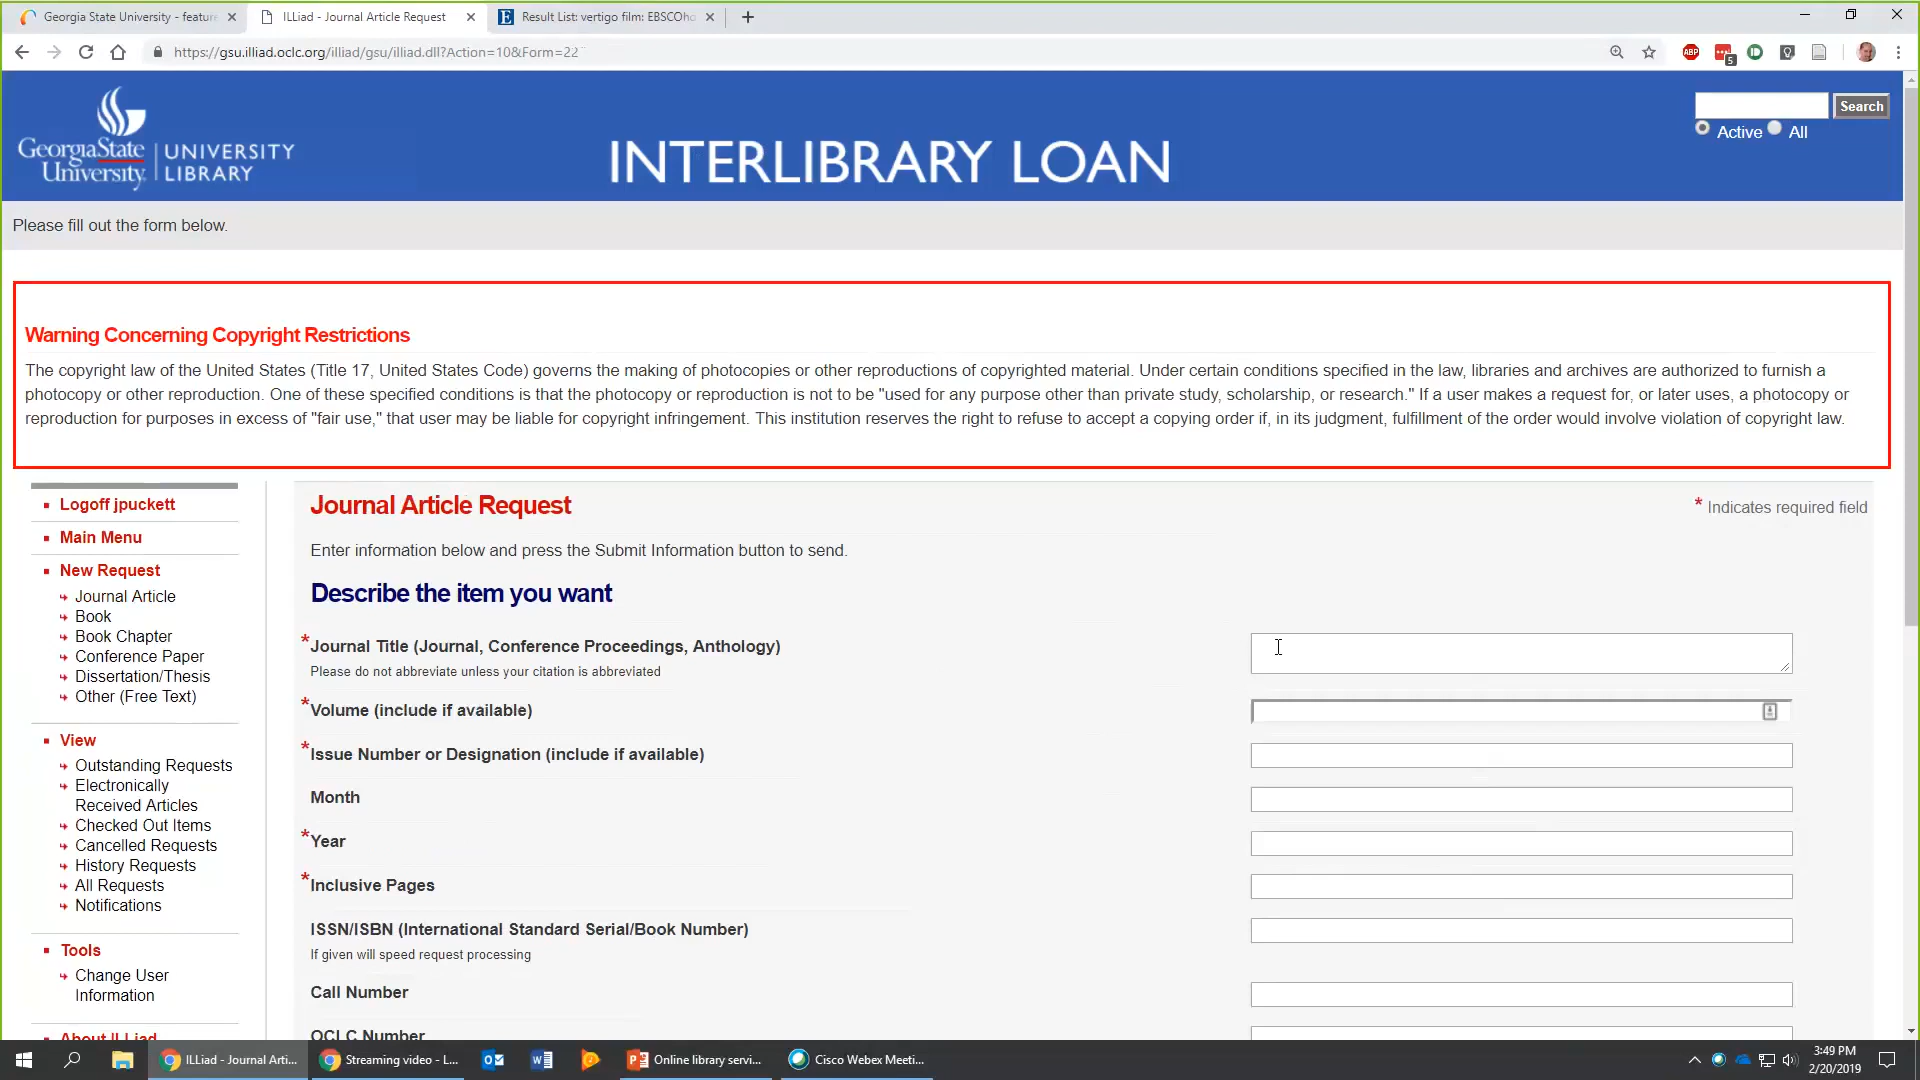 Georgia State University - feature
ILLiad - Journal Article Request
Result List: vertigo film: EBSCOho
https://gsu.illiad.oclc.org/illiad/gsu/illiad.dll?Action=10&Form=22
ABP
5
GeorgiaState University
UNIVERSITY LIBRARY
INTERLIBRARY LOAN
Search
Active All
Please fill out the form below.
Warning Concerning Copyright Restrictions
The copyright law of the United States (Title 17, United States Code) governs the making of photocopies or other reproductions of copyrighted material. Under certain conditions specified in the law, libraries and archives are authorized to furnish a
photocopy or other reproduction. One of these specified conditions is that the photocopy or reproduction is not to be "used for any purpose other than private study, scholarship, or research." If a user makes a request for, or later uses, a photocopy or
reproduction for purposes in excess of "fair use," that user may be liable for copyright infringement. This institution reserves the right to refuse to accept a copying order if, in its judgment, fulfillment of the order would involve violation of copyright law.
Logoff jpuckett
Main Menu
New Request
Journal Article
Book
Book Chapter
Conference Paper
Dissertation/Thesis
Other (Free Text)
View
Outstanding Requests
Electronically
Received Articles
Checked Out Items
Cancelled Requests
History Requests
All Requests
Notifications
Tools
Change User
Information
About ILLiad
Journal Article Request
* Indicates required field
Enter information below and press the Submit Information button to send.
Describe the item you want
*Journal Title (Journal, Conference Proceedings, Anthology)
Please do not abbreviate unless your citation is abbreviated
*Volume (include if available)
*Issue Number or Designation (include if available)
Month
*Year
*Inclusive Pages
ISSN/ISBN (International Standard Serial/Book Number)
If given will speed request processing
Call Number
OCLC Number
ILLiad - Journal Arti...
Streaming video - L...
Online library servi...
Cisco Webex Meeti...
3:49 PM
2/20/2019